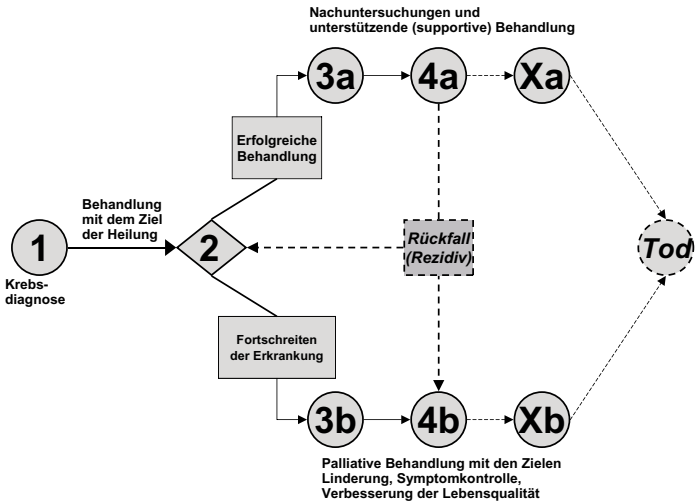 Nachuntersuchungen und
unterstützende (supportive) Behandlung
3a
4a
Xa
Erfolgreiche
Behandlung
Behandlung
mit dem Ziel
der Heilung
1
2
Rückfall
(Rezidiv)
Tod
Krebs-
diagnose
Fortschreiten
der Erkrankung
3b
4b
Xb
Palliative Behandlung mit den Zielen
Linderung, Symptomkontrolle,
Verbesserung der Lebensqualität